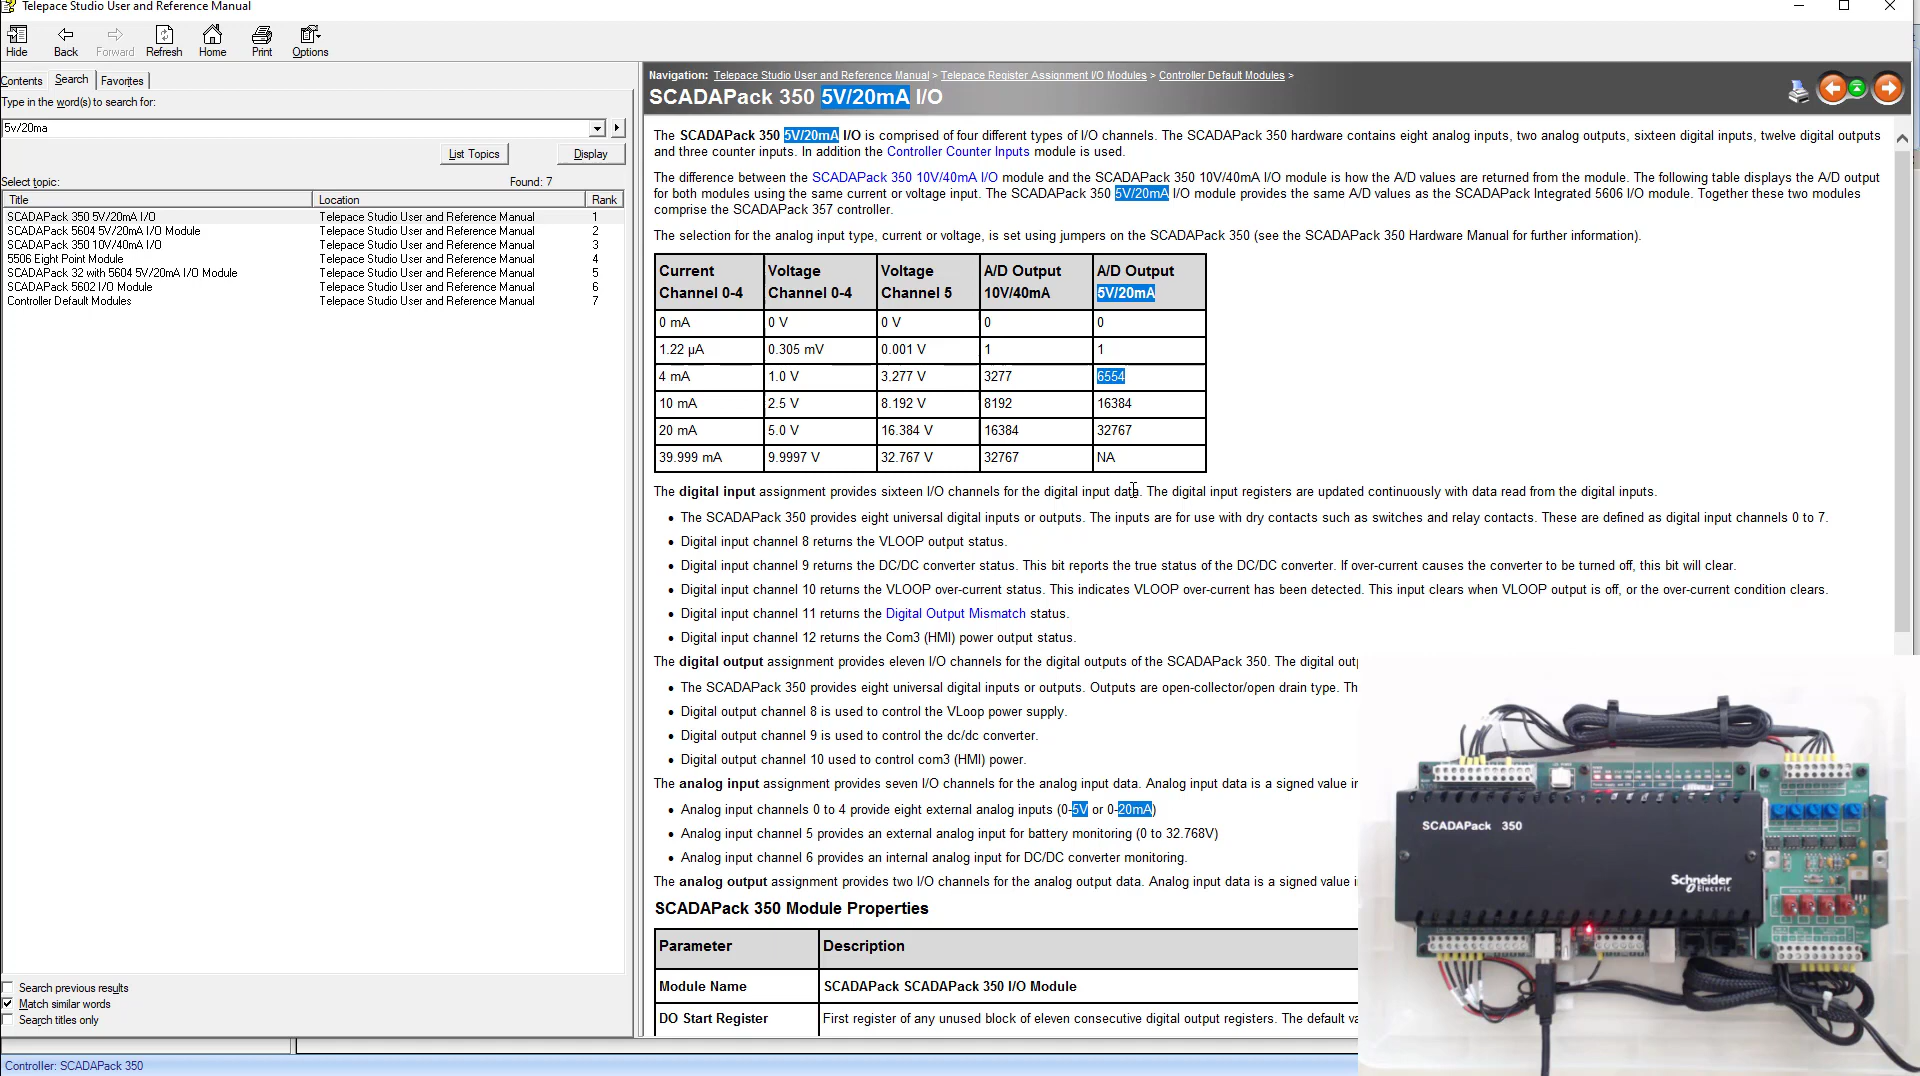 Telepace Studio User and Reference Manual
Hide Back Forward Refresh Home Print Options
Contents Search Favorites
Type in the word(s) to search for:
5v/20ma
List Topics Display
Select topic: Found: 7
Title Location Rank
SCADAPack 350 5V/20mA I/O Telepace Studio User and Reference Manual 1
SCADAPack 5604 5V/20mA I/O Module Telepace Studio User and Reference Manual 2
SCADAPack 350 10V/40mA I/O Telepace Studio User and Reference Manual 3
5506 Eight Point Module Telepace Studio User and Reference Manual 4
SCADAPack 32 with 5604 5V/20mA I/O Module Telepace Studio User and Reference Manual 5
SCADAPack 5602 I/O Module Telepace Studio User and Reference Manual 6
Controller Default Modules Telepace Studio User and Reference Manual 7
Search previous results
Match similar words
Search titles only
Controller: SCADAPack 350
Navigation: Telepace Studio User and Reference Manual > Telepace Register Assignment I/O Modules > Controller Default Modules >
SCADAPack 350 5V/20mA I/O
The SCADAPack 350 5V/20mA I/O is comprised of four different types of I/O channels. The SCADAPack 350 hardware contains eight analog inputs, two analog outputs, sixteen digital inputs, twelve digital outputs
and three counter inputs. In addition the Controller Counter Inputs module is used.
The difference between the SCADAPack 350 10V/40mA I/O module and the SCADAPack 350 10V/40mA I/O module is how the A/D values are returned from the module. The following table displays the A/D output
for both modules using the same current or voltage input. The SCADAPack 350 5V/20mA I/O module provides the same A/D values as the SCADAPack Integrated 5606 I/O module. Together these two modules
comprise the SCADAPack 357 controller.
The selection for the analog input type, current or voltage, is set using jumpers on the SCADAPack 350 (see the SCADAPack 350 Hardware Manual for further information).
Current Voltage Voltage A/D Output A/D Output
Channel 0-4 Channel 0-4 Channel 5 10V/40mA 5V/20mA
0 mA 0 V 0 V 0 0
1.22 µA 0.305 mV 0.001 V 1 1
4 mA 1.0 V 3.277 V 3277 6554
10 mA 2.5 V 8.192 V 8192 16384
20 mA 5.0 V 16.384 V 16384 32767
39.999 mA 9.9997 V 32.767 V 32767 NA
The digital input assignment provides sixteen I/O channels for the digital input data. The digital input registers are updated continuously with data read from the digital inputs.
• The SCADAPack 350 provides eight universal digital inputs or outputs. The inputs are for use with dry contacts such as switches and relay contacts. These are defined as digital input channels 0 to 7.
• Digital input channel 8 returns the VLOOP output status.
• Digital input channel 9 returns the DC/DC converter status. This bit reports the true status of the DC/DC converter. If over-current causes the converter to be turned off, this bit will clear.
• Digital input channel 10 returns the VLOOP over-current status. This indicates VLOOP over-current has been detected. This input clears when VLOOP output is off, or the over-current condition clears.
• Digital input channel 11 returns the Digital Output Mismatch status.
• Digital input channel 12 returns the Com3 (HMI) power output status.
The digital output assignment provides eleven I/O channels for the digital outputs of the SCADAPack 350. The digital out
• The SCADAPack 350 provides eight universal digital inputs or outputs. Outputs are open-collector/open drain type. Th
• Digital output channel 8 is used to control the VLoop power supply.
• Digital output channel 9 is used to control the dc/dc converter.
• Digital output channel 10 used to control com3 (HMI) power.
The analog input assignment provides seven I/O channels for the analog input data. Analog input data is a signed value i
• Analog input channels 0 to 4 provide eight external analog inputs (0-5V or 0-20mA)
• Analog input channel 5 provides an external analog input for battery monitoring (0 to 32.768V)
• Analog input channel 6 provides an internal analog input for DC/DC converter monitoring.
The analog output assignment provides two I/O channels for the analog output data. Analog input data is a signed value i
SCADAPack 350 Module Properties
Parameter Description
Module Name SCADAPack SCADAPack 350 I/O Module
DO Start Register First register of any unused block of eleven consecutive digital output registers. The default va
SCADAPack 350
Schneider
Electric